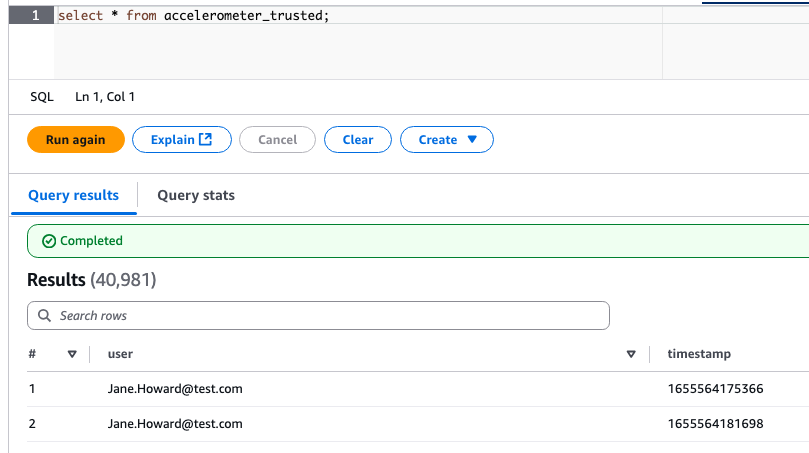 1 select * from accelerometer_trusted;
SQL Ln 1, Col 1
Run again Explain Cancel Clear Create
Query results Query stats
Completed
Results (40,981)
Search rows
# user timestamp
1 Jane.Howard@test.com 1655564175366
2 Jane.Howard@test.com 1655564181698